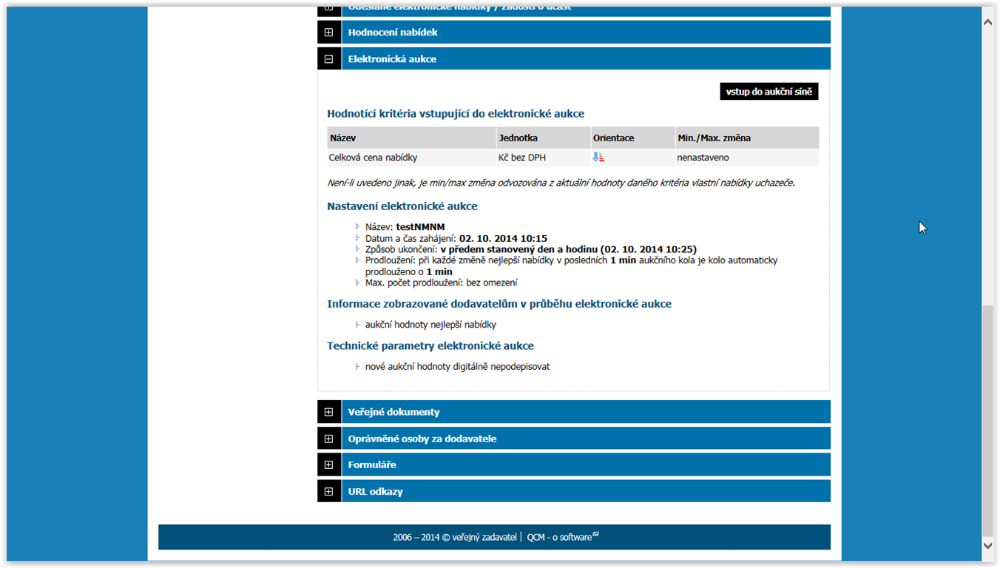 Odeslané elektronické nabídky / žádosti o účast
Hodnocení nabídek
Elektronická aukce
vstup do aukční síně
Hodnotící kritéria vstupující do elektronické aukce
Název Jednotka Orientace Min./Max. změna
Celková cena nabídky Kč bez DPH nenastaveno
Není-li uvedeno jinak, je min/max změna odvozována z aktuální hodnoty daného kritéria vlastní nabídky uchazeče.
Nastavení elektronické aukce
Název: testNMNM
Datum a čas zahájení: 02. 10. 2014 10:15
Způsob ukončení: v předem stanovený den a hodinu (02. 10. 2014 10:25)
Prodloužení: při každé změně nejlepší nabídky v posledních 1 min aukčního kola je kolo automaticky
prodlouženo o 1 min
Max. počet prodloužení: bez omezení
Informace zobrazované dodavatelům v průběhu elektronické aukce
aukční hodnoty nejlepší nabídky
Technické parametry elektronické aukce
nové aukční hodnoty digitálně nepodepisovat
Veřejné dokumenty
Oprávněné osoby za dodavatele
Formuláře
URL odkazy
2006 – 2014 © veřejný zadavatel | QCM - o software